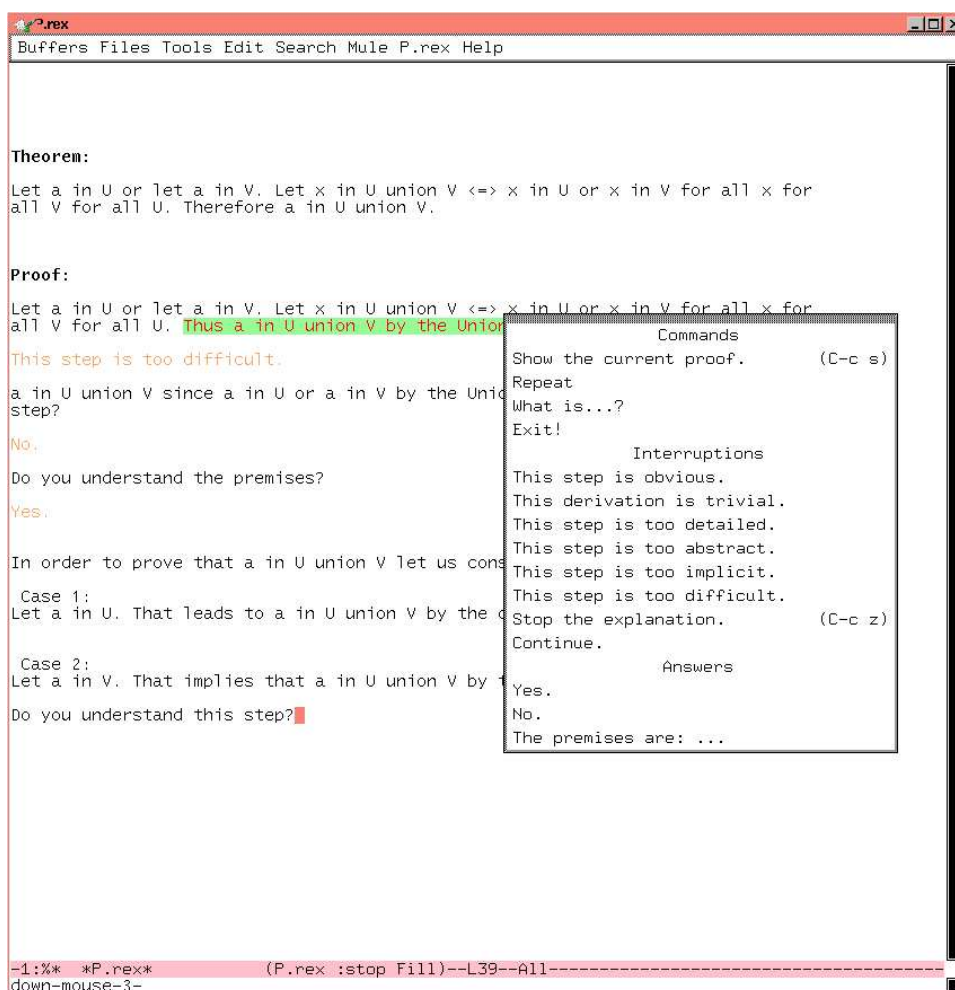 P.rex
Buffers Files Tools Edit Search Mule P.rex Help
Theorem:
Let a in U or let a in V. Let x in U union V <=> x in U or x in V for all x for
all V for all U. Therefore a in U union V.
Proof:
Let a in U or let a in V. Let x in U union V <=> x in U or x in V for all x for
all V for all U. Thus a in U union V by the Union
This step is too difficult.
a in U union V since a in U or a in V by the Unio
step?
No.
Do you understand the premises?
Yes.
In order to prove that a in U union V let us cons
Case 1:
Let a in U. That leads to a in U union V by the
Case 2:
Let a in V. That implies that a in U union V by
Do you understand this step?
Commands
Show the current proof. (C-c s)
Repeat
What is...?
Exit!
Interruptions
This step is obvious.
This derivation is trivial.
This step is too detailed.
This step is too abstract.
This step is too implicit.
This step is too difficult.
Stop the explanation. (C-c z)
Continue.
Answers
Yes.
No.
The premises are: ...
-1:%* *P.rex* (P.rex :stop Fill)--L39--All------------------------------------------------
down-mouse-3-